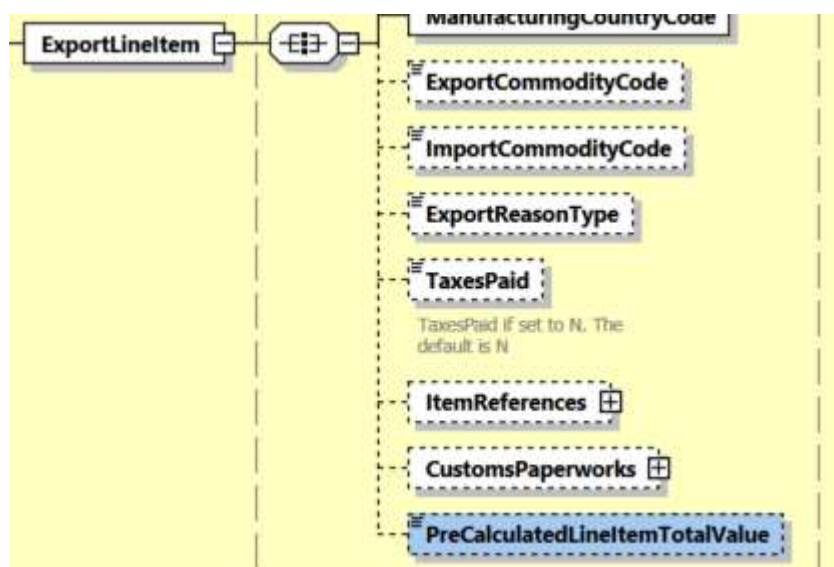 ManufacturingCountryCode
ExportLineItem
ExportCommodityCode
ImportCommodityCode
ExportReasonType
TaxesPaid
TaxesPaid if set to N. The
default is N
ItemReferences
CustomsPaperworks
PreCalculatedLineItemTotalValue